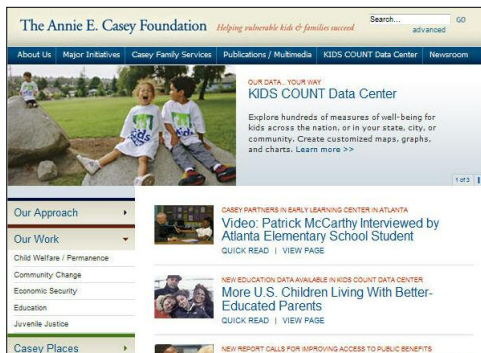 The Annie E. Casey Foundation
Helping vulnerable kids & families succeed
Search...
GO
advanced
About Us
Major Initiatives
Casey Family Services
Publications / Multimedia
KIDS COUNT Data Center
Newsroom
OUR DATA... YOUR WAY
KIDS COUNT Data Center
Explore hundreds of measures of well-being for
kids across the nation, or in your state, city, or
community. Create customized maps, graphs,
and charts. Learn more >>
1 of 3
Our Approach
Our Work
Child Welfare / Permanence
Community Change
Economic Security
Education
Juvenile Justice
Casey Places
CASEY PARTNERS IN EARLY LEARNING CENTER IN ATLANTA
Video: Patrick McCarthy Interviewed by
Atlanta Elementary School Student
QUICK READ | VIEW PAGE
NEW EDUCATION DATA AVAILABLE IN KIDS COUNT DATA CENTER
More U.S. Children Living With Better-
Educated Parents
QUICK READ | VIEW PAGE
NEW REPORT CALLS FOR IMPROVING ACCESS TO PUBLIC BENEFITS